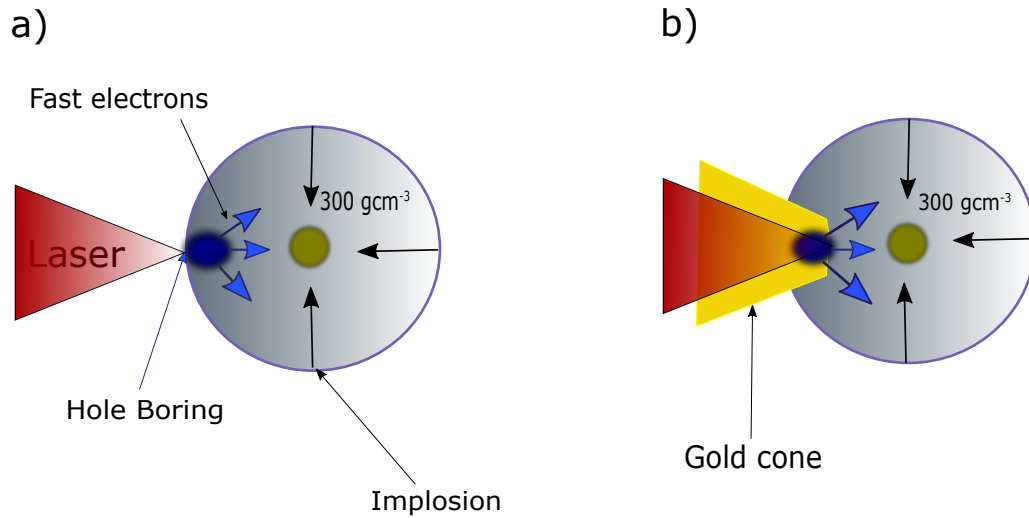 a)
b)
Fast electrons
300 gcm⁻³
300 gcm⁻³
Laser
Hole Boring
Gold cone
Implosion